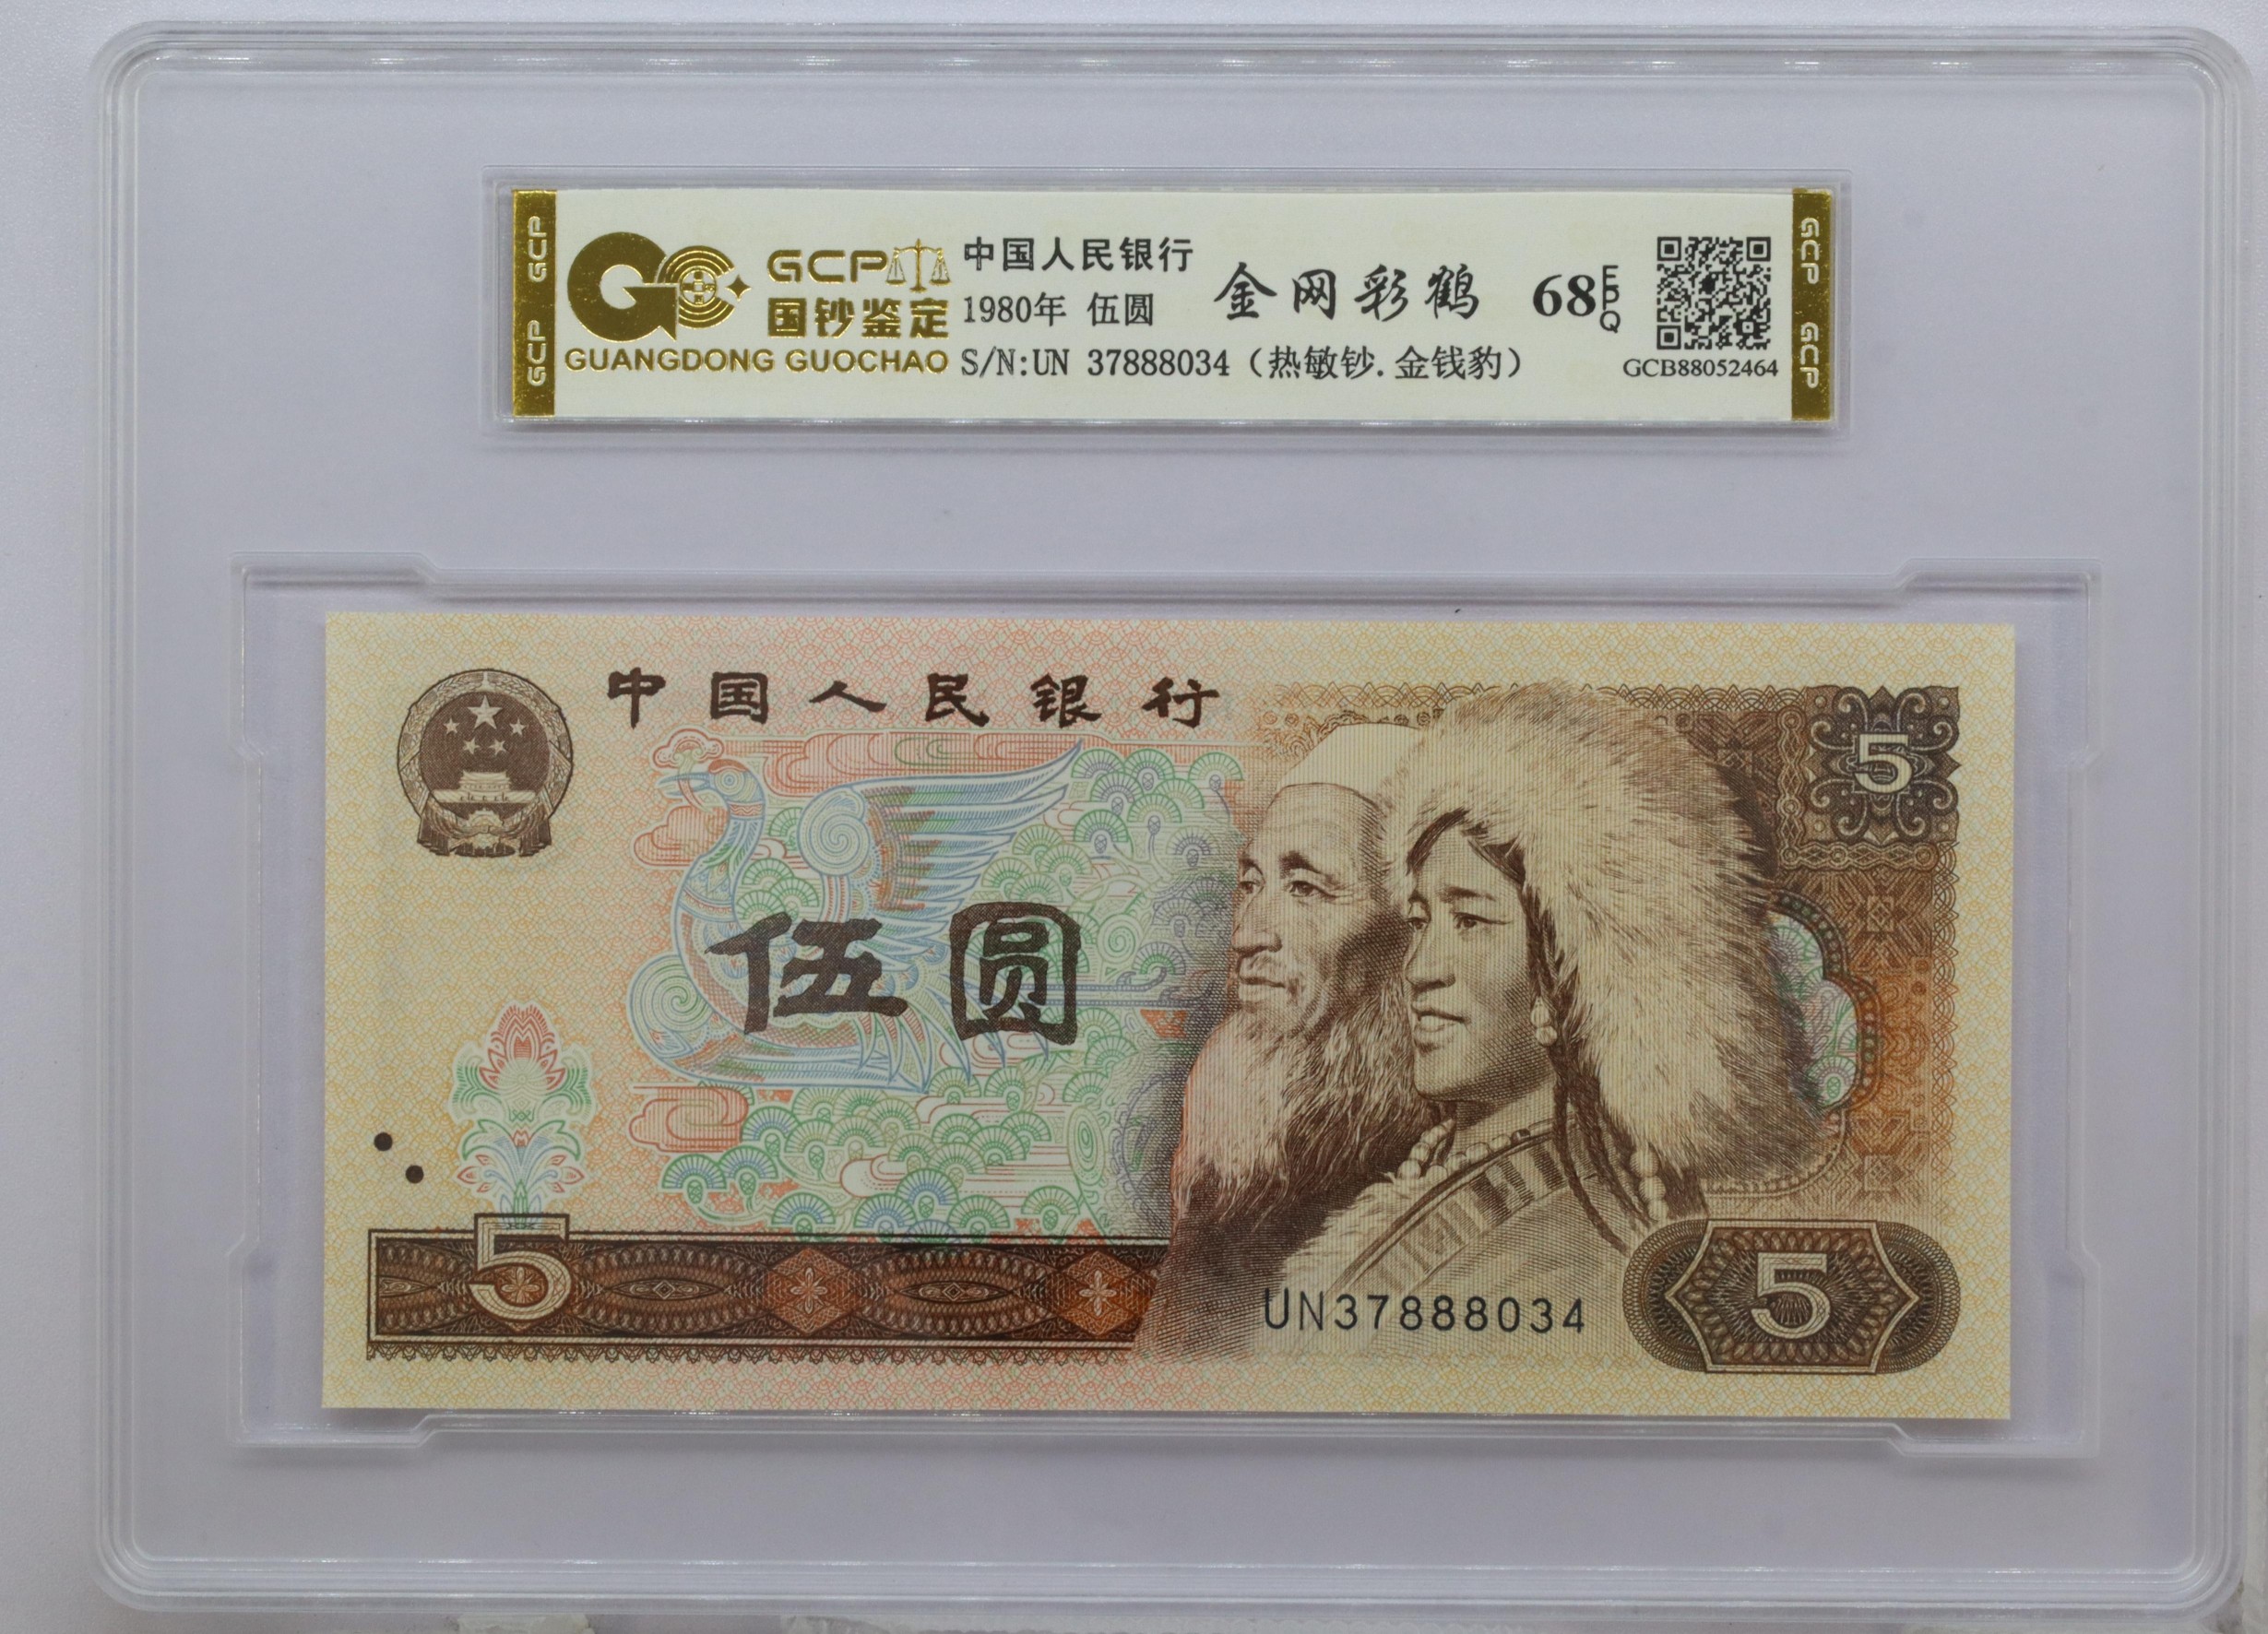 GCP GCP
GCP
国钞鉴定
GUANGDONG GUOCHAO
中国人民银行
1980年 伍圆
S/N:UN 37888034（热敏钞.金钱豹）
金网彩鹤
68 EPQ
GCB88052464
GCP GCP
中国人民银行
5
伍圆
5
UN37888034
5